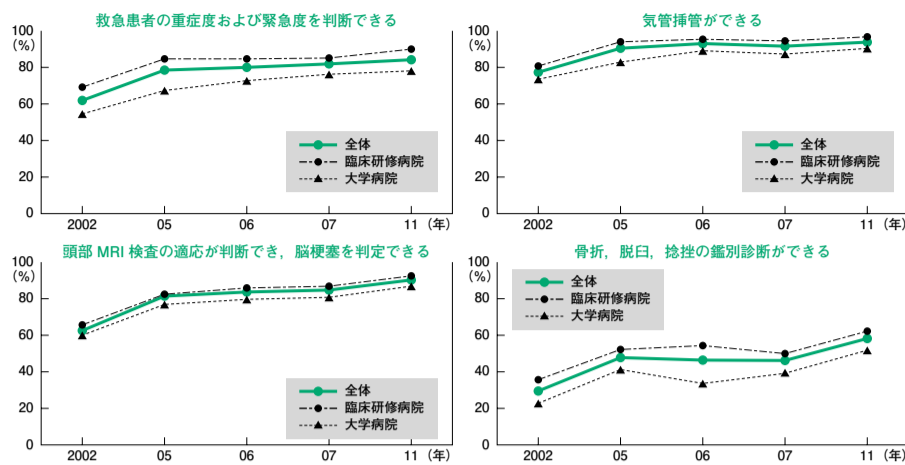 救急患者の重症度および緊急度を判断できる
100
(%)
80
60
40
20
0
全体
臨床研修病院
大学病院
2002 05 06 07 11 (年)
気管挿管ができる
100
(%)
80
60
40
20
0
全体
臨床研修病院
大学病院
2002 05 06 07 11 (年)
頭部 MRI 検査の適応が判断でき,脳梗塞を判定できる
100
(%)
80
60
40
20
0
全体
臨床研修病院
大学病院
2002 05 06 07 11 (年)
骨折,脱臼,捻挫の鑑別診断ができる
100
(%)
80
60
40
20
0
全体
臨床研修病院
大学病院
2002 05 06 07 11 (年)